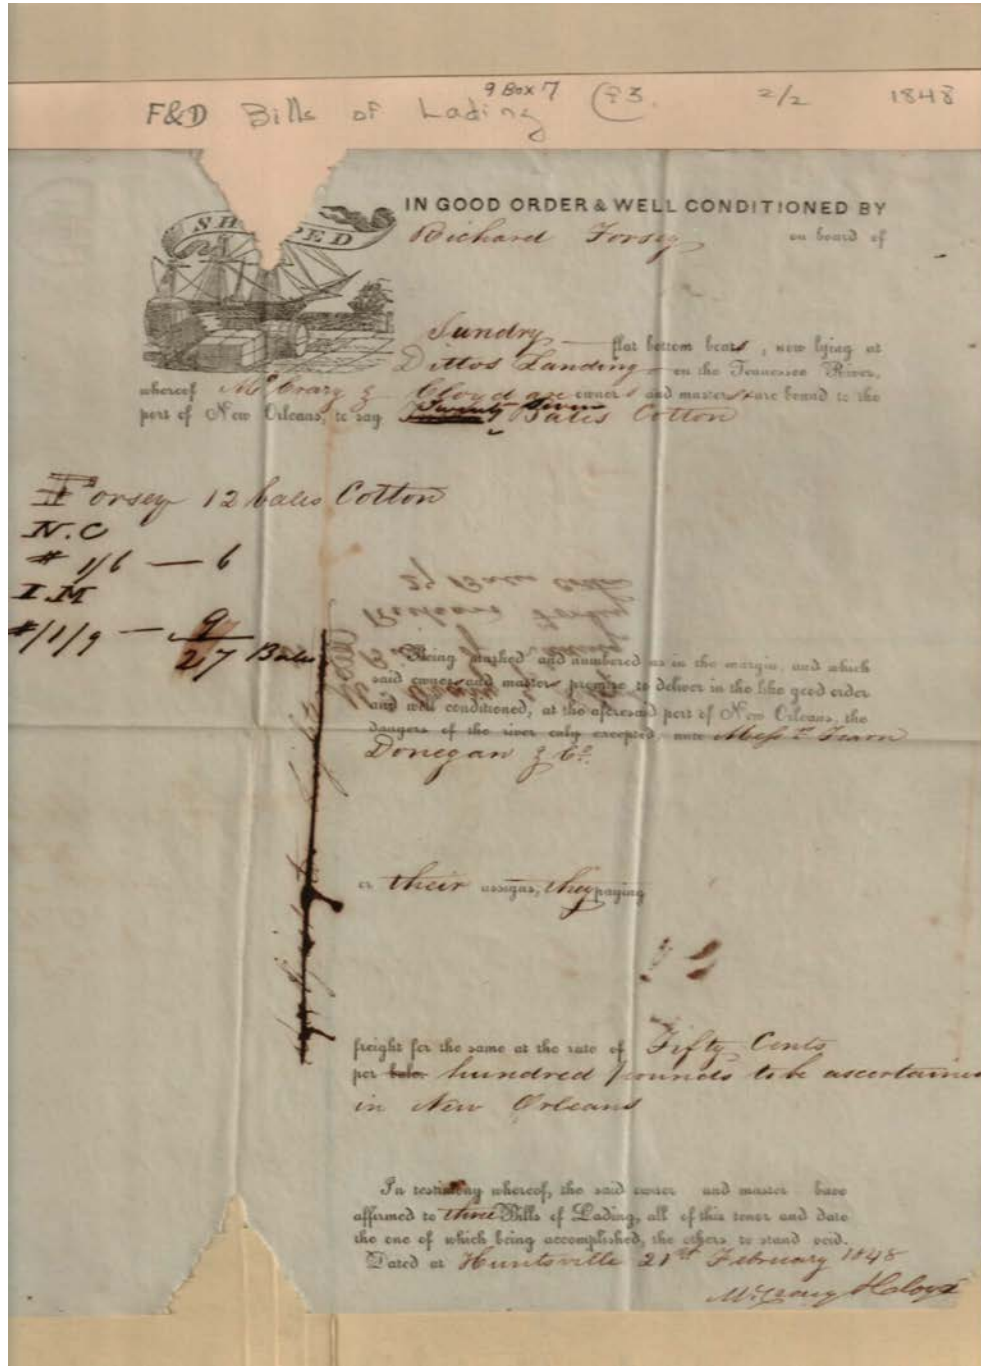 9 Box 7
F&D Bills of Lading 2/2 1848
SHIPPED
IN GOOD ORDER & WELL CONDITIONED BY
Richard Forsey on board of
Sundry flat bottom boats, now lying at
Dittos Landing on the Tennessee River,
whereof McCrary & Cloyd are owners and masters are bound to the
port of New Orleans, to say Twenty Seven Bales Cotton
Forsey 12 bales Cotton
N.C
# 1/6 — 6
I.M
#/1/9 — 9
27 Bales
27 Bales Cotton
Richard Forsey
Being marked and numbered as in the margin, and which
said owners and masters promise to deliver in the like good order
and well conditioned, at the aforesaid port of New Orleans, the
dangers of the river only excepted, unto Messrs Fearn
Donegan & Co.
or their assigns, they paying
freight for the same at the rate of Fifty Cents
per bale hundred pounds to be ascertained
in New Orleans
In testimony whereof, the said owner and master have
affirmed to three Bills of Lading, all of this tenor and date
the one of which being accomplished, the others to stand void.
Dated at Huntsville 21st February 1848
McCrary & Cloyd